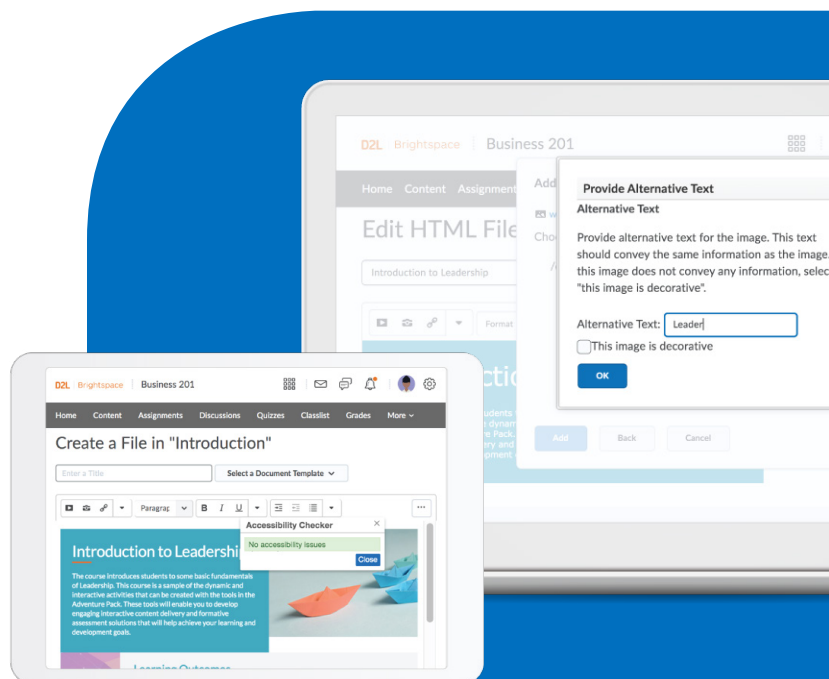 D2L Brightspace Business 201
Home Content Assignment
Add
Edit HTML File
Introduction to Leadership
Format
Provide Alternative Text
Alternative Text
Provide alternative text for the image. This text
should convey the same information as the image.
this image does not convey any information, selec
"this image is decorative".
Alternative Text: Leader
This image is decorative
OK
Add Back Cancel
D2L Brightspace Business 201
Home Content Assignments Discussions Quizzes Classlist Grades More
Create a File in "Introduction"
Enter a Title
Select a Document Template
Paragrap B I U
Accessibility Checker
No accessibility issues
Close
Introduction to Leadershi
The course introduces students to some basic fundamentals
of Leadership. This course is a sample of the dynamic and
interactive activities that can be created with the tools in the
Adventure Pack. These tools will enable you to develop
engaging interactive content delivery and formative
assessment solutions that will help achieve your learning and
development goals.
Learning Outcomes